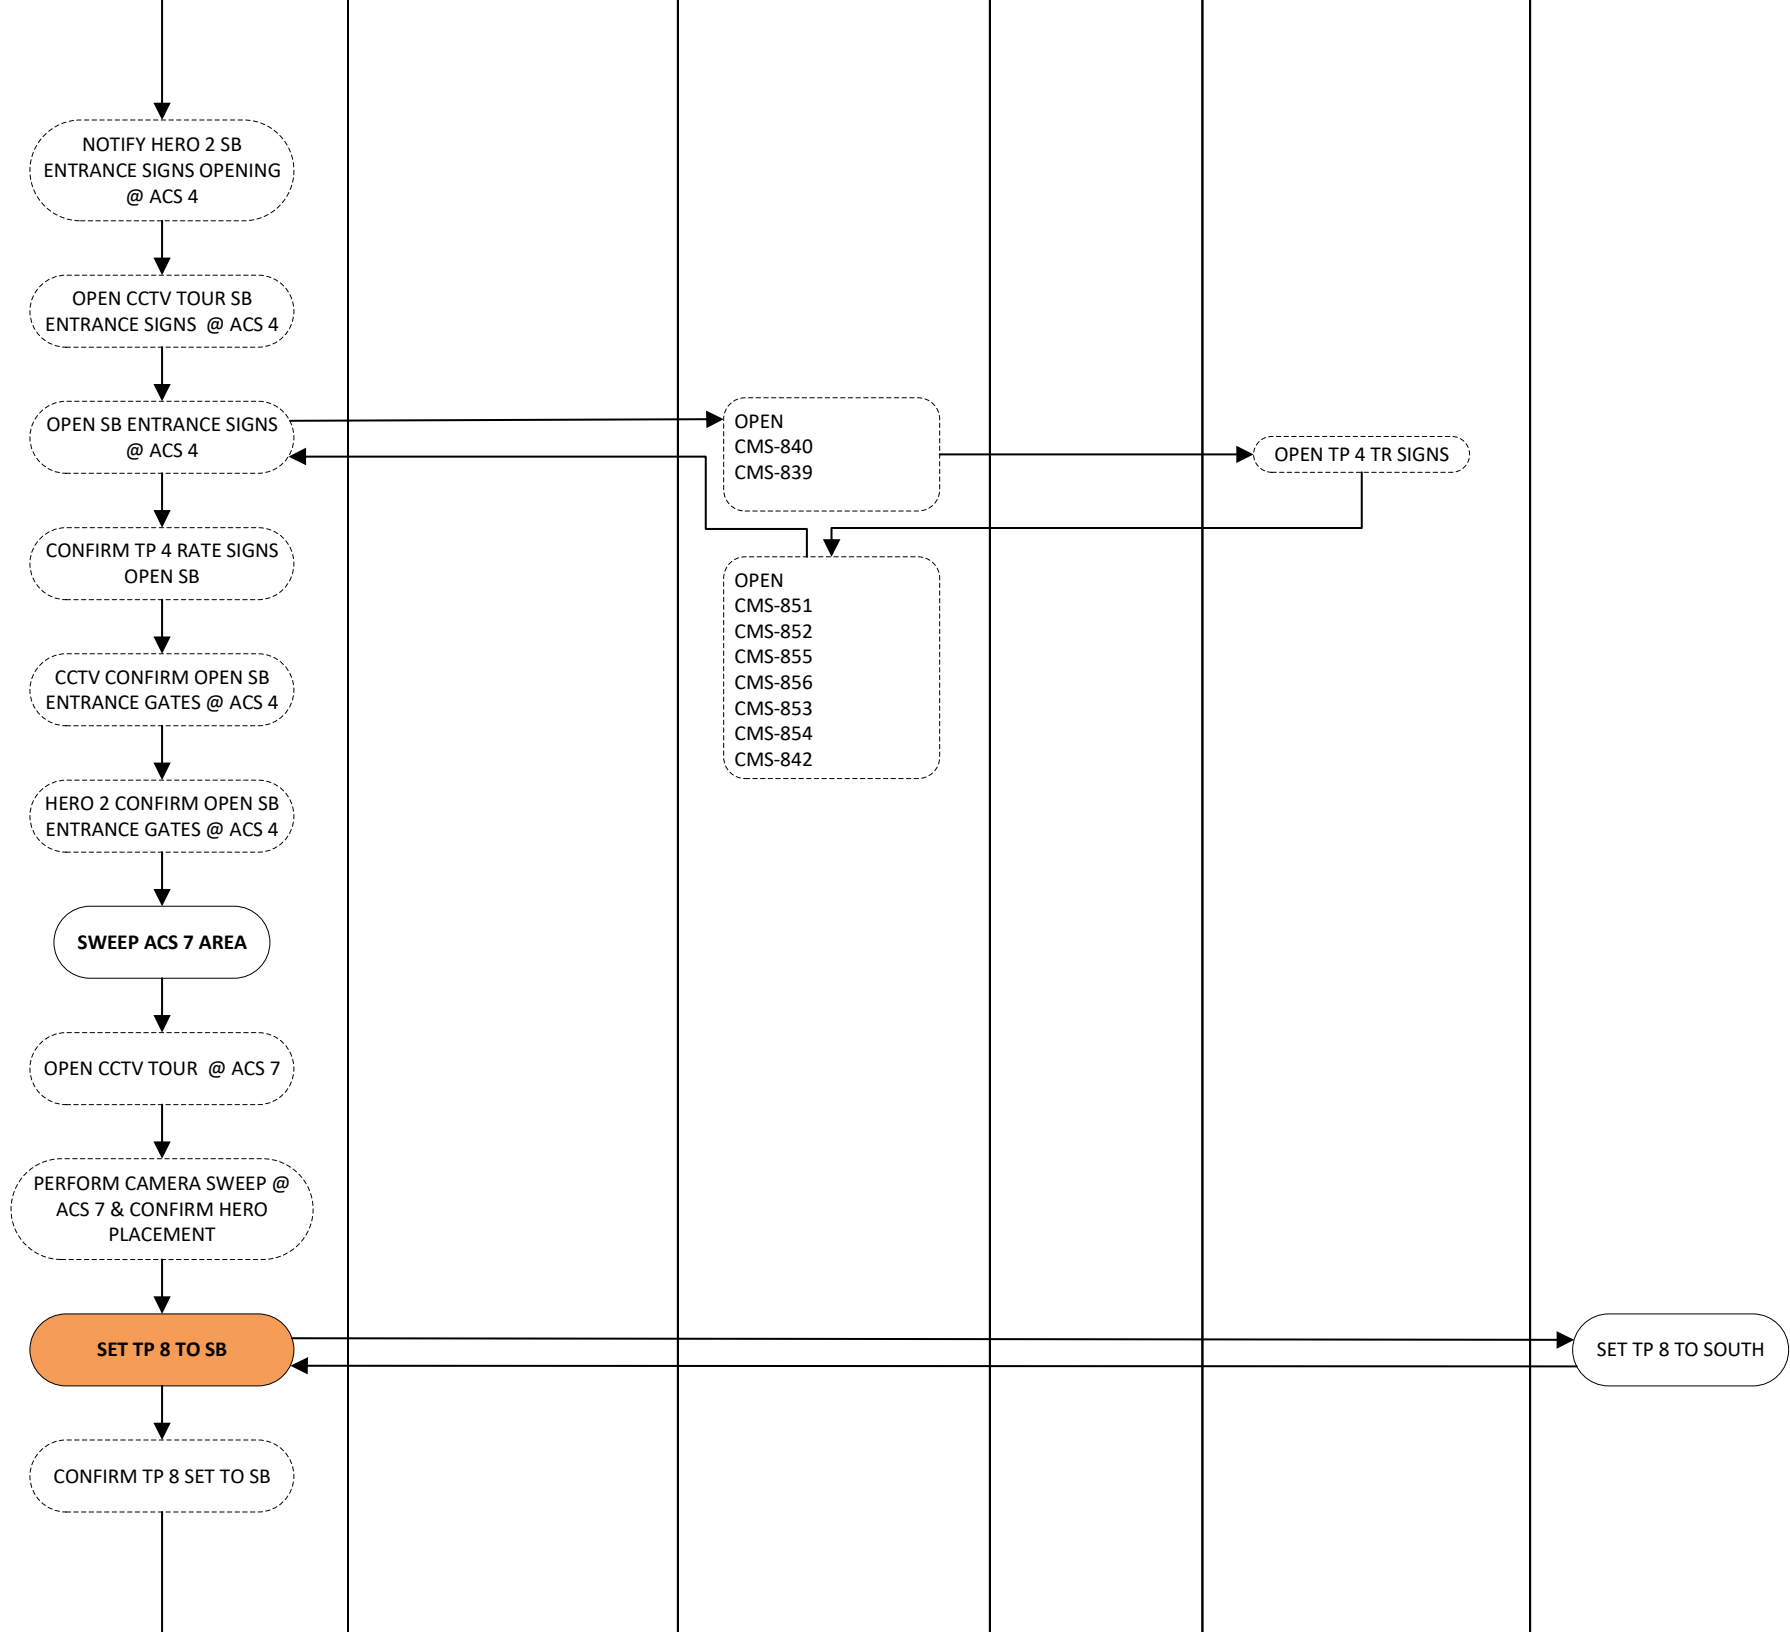 NOTIFY HERO 2 SB
ENTRANCE SIGNS OPENING
@ ACS 4
OPEN CCTV TOUR SB
ENTRANCE SIGNS @ ACS 4
OPEN SB ENTRANCE SIGNS
@ ACS 4
OPEN
CMS-840
CMS-839
OPEN TP 4 TR SIGNS
CONFIRM TP 4 RATE SIGNS
OPEN SB
OPEN
CMS-851
CMS-852
CMS-855
CMS-856
CMS-853
CMS-854
CMS-842
CCTV CONFIRM OPEN SB
ENTRANCE GATES @ ACS 4
HERO 2 CONFIRM OPEN SB
ENTRANCE GATES @ ACS 4
SWEEP ACS 7 AREA
OPEN CCTV TOUR @ ACS 7
PERFORM CAMERA SWEEP @
ACS 7 & CONFIRM HERO
PLACEMENT
SET TP 8 TO SB
SET TP 8 TO SOUTH
CONFIRM TP 8 SET TO SB